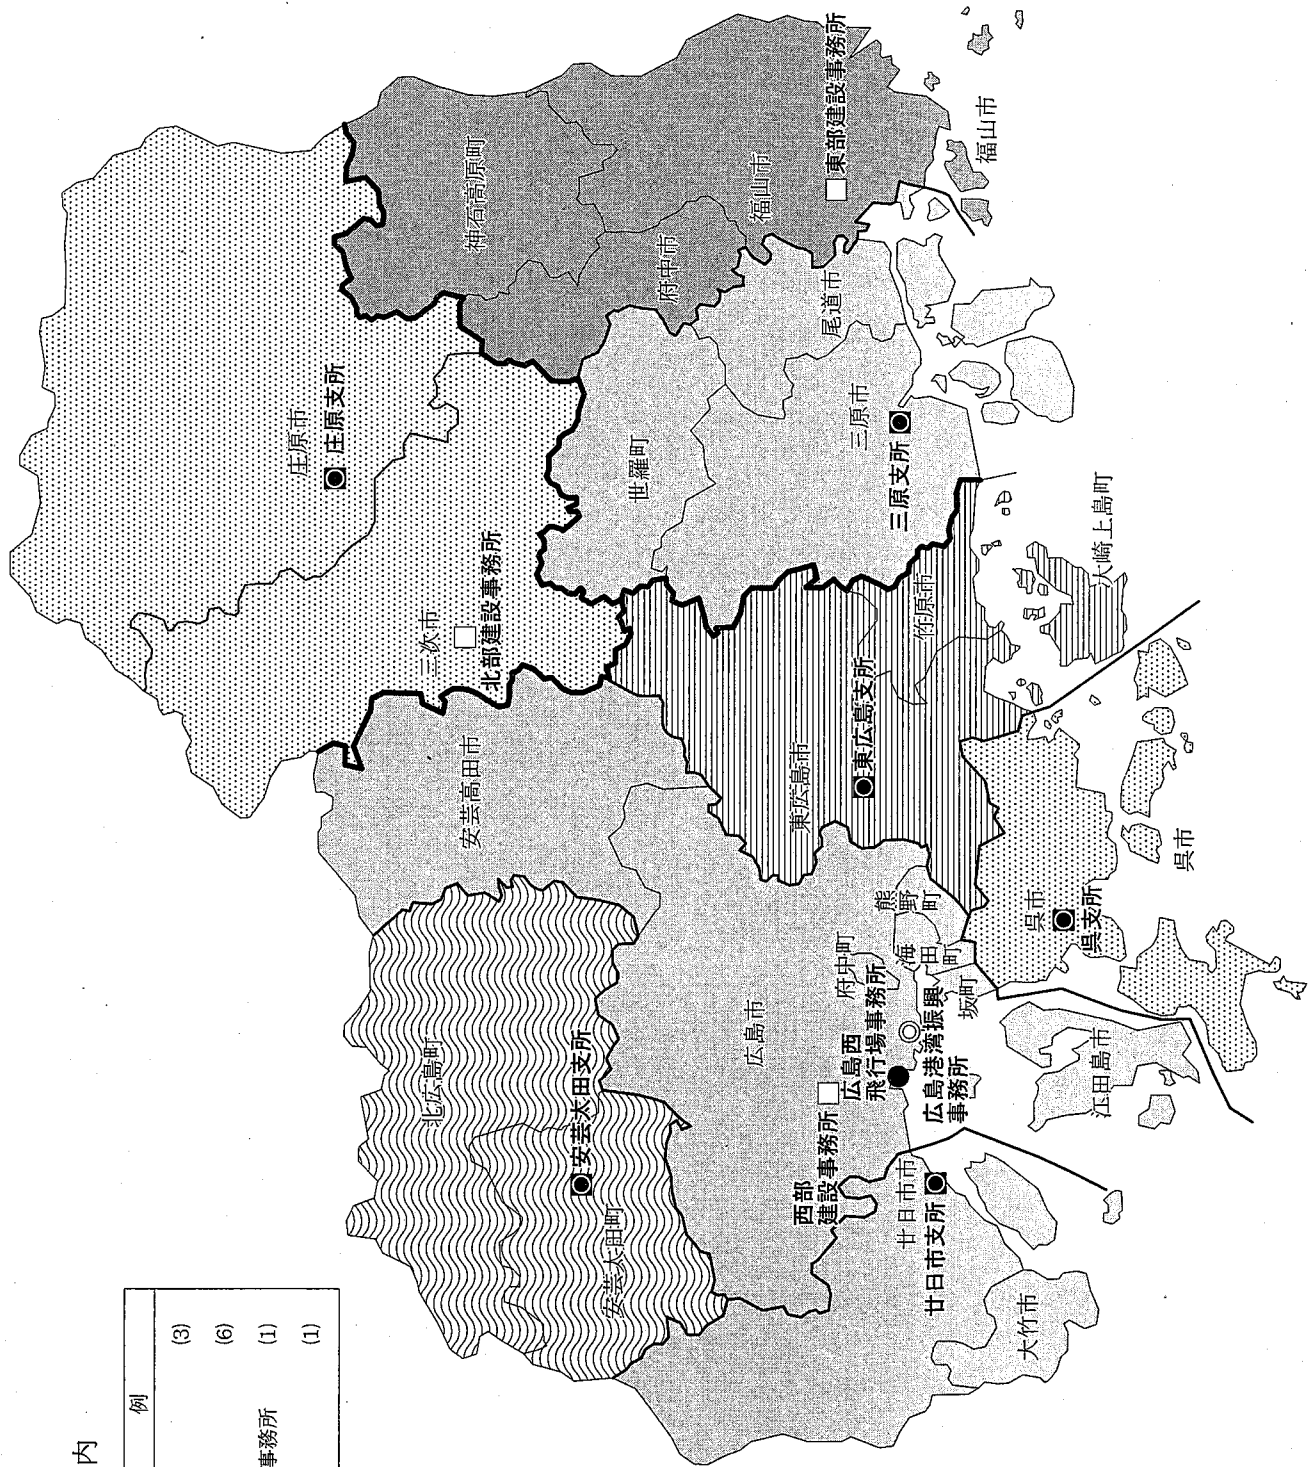 内
例
(3)
(6)
事務所
(1)
(1)
庄原市
庄原支所
三次市
北部建設事務所
神石高原町
府中市
福山市
東部建設事務所
福山市
世羅町
尾道市
三原市
三原支所
安芸高田市
東広島市
東広島支所
竹原市
大崎上島町
北広島町
安芸太田支所
安芸太田町
広島市
府中町
海田町
熊野町
坂町
西部
建設事務所
広島西
飛行場事務所
広島港湾振興
事務所
呉市
呉支所
呉市
江田島市
廿日市市
廿日市支所
大竹市